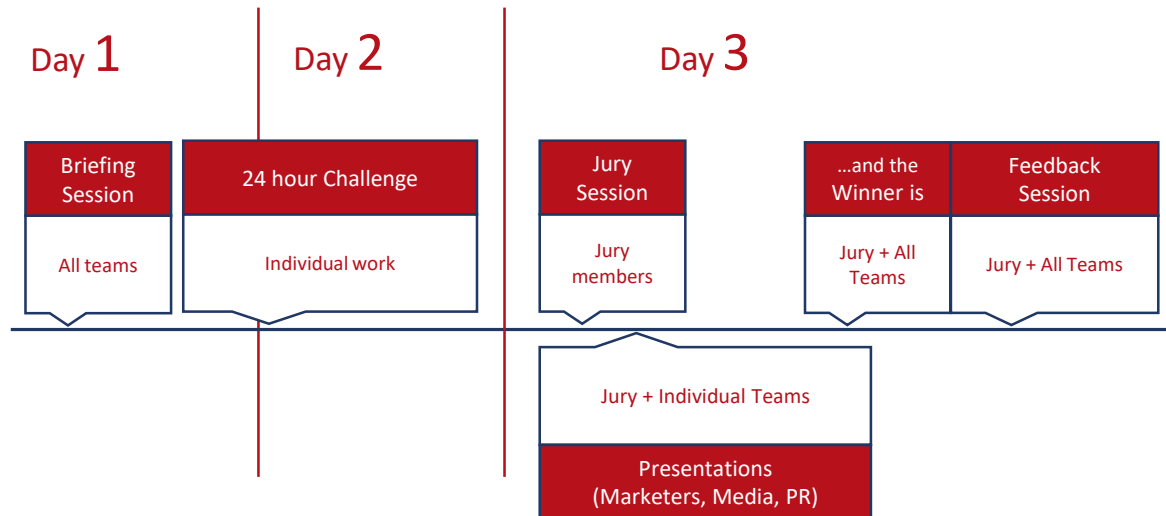 Day 1
Day 2
Day 3
Briefing
Session
All teams
24 hour Challenge
Individual work
Jury
Session
Jury
members
...and the
Winner is
Jury + All
Teams
Feedback
Session
Jury + All Teams
Jury + Individual Teams
Presentations
(Marketers, Media, PR)